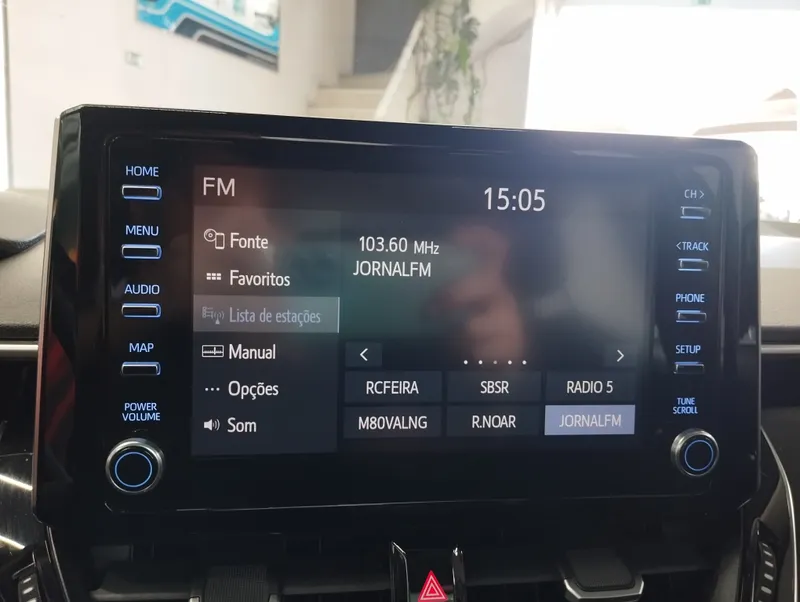 HOME
MENU
AUDIO
MAP
POWER
VOLUME
FM
15:05
Fonte
Favoritos
Lista de estações
Manual
Opções
Som
103.60 MHz
JORNALFM
RCFEIRA
SBSR
RADIO 5
M80VALNG
R.NOAR
JORNALFM
CH >
< TRACK
PHONE
SETUP
TUNE
SCROLL